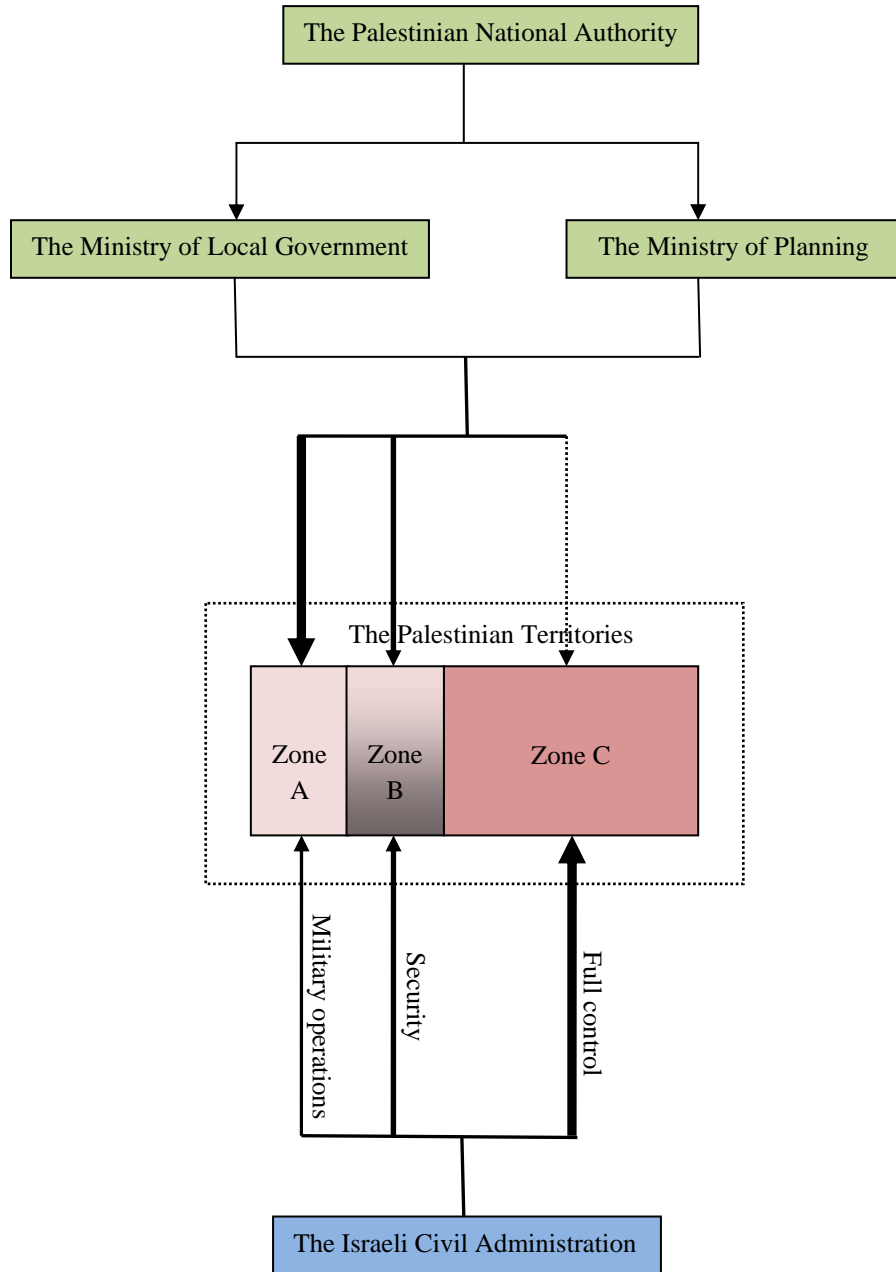 The Palestinian National Authority
The Ministry of Local Government
The Ministry of Planning
The Palestinian Territories
Zone
A
Zone
B
Zone C
Military operations
Security
Full control
The Israeli Civil Administration